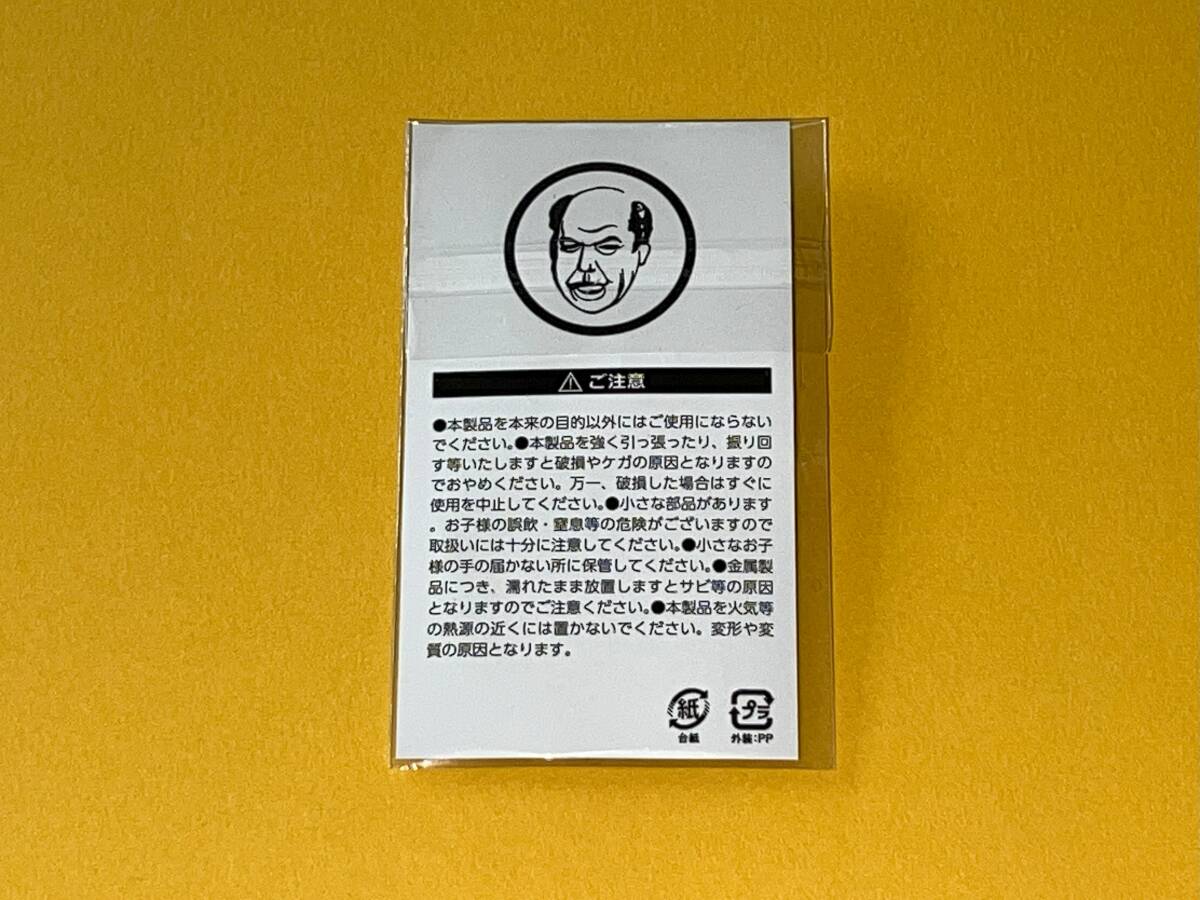 ⚠ ご注意
●本製品を本来の目的以外にはご使用にならない
でください。●本製品を強く引っ張ったり、振り回
す等いたしますと破損やケガの原因となりますの
でおやめください。万一、破損した場合はすぐに
使用を中止してください。●小さな部品があります
。お子様の誤飲・窒息等の危険がございますので
取扱いには十分に注意してください。●小さなお子
様の手の届かない所に保管してください。●金属製
品につき、濡れたまま放置しますとサビ等の原因
となりますのでご注意ください。●本製品を火気等
の熱源の近くには置かないでください。変形や変
質の原因となります。
紙 プラ
台紙 外装:PP